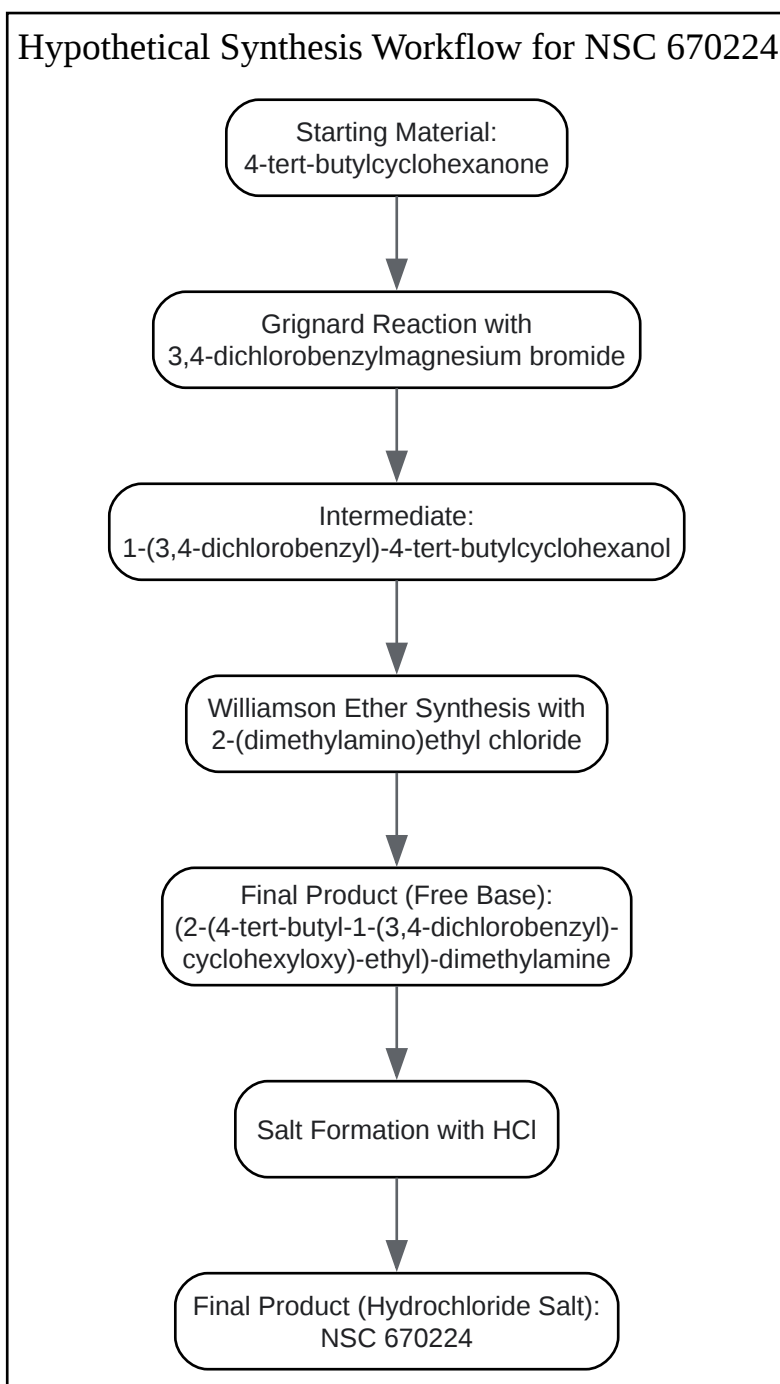 Hypothetical Synthesis Workflow for NSC 670224
Starting Material:
4-tert-butylcyclohexanone
Grignard Reaction with
3,4-dichlorobenzylmagnesium bromide
Intermediate:
1-(3,4-dichlorobenzyl)-4-tert-butylcyclohexanol
Williamson Ether Synthesis with
2-(dimethylamino)ethyl chloride
Final Product (Free Base):
(2-(4-tert-butyl-1-(3,4-dichlorobenzyl)-
cyclohexyloxy)-ethyl)-dimethylamine
Salt Formation with HCl
Final Product (Hydrochloride Salt):
NSC 670224